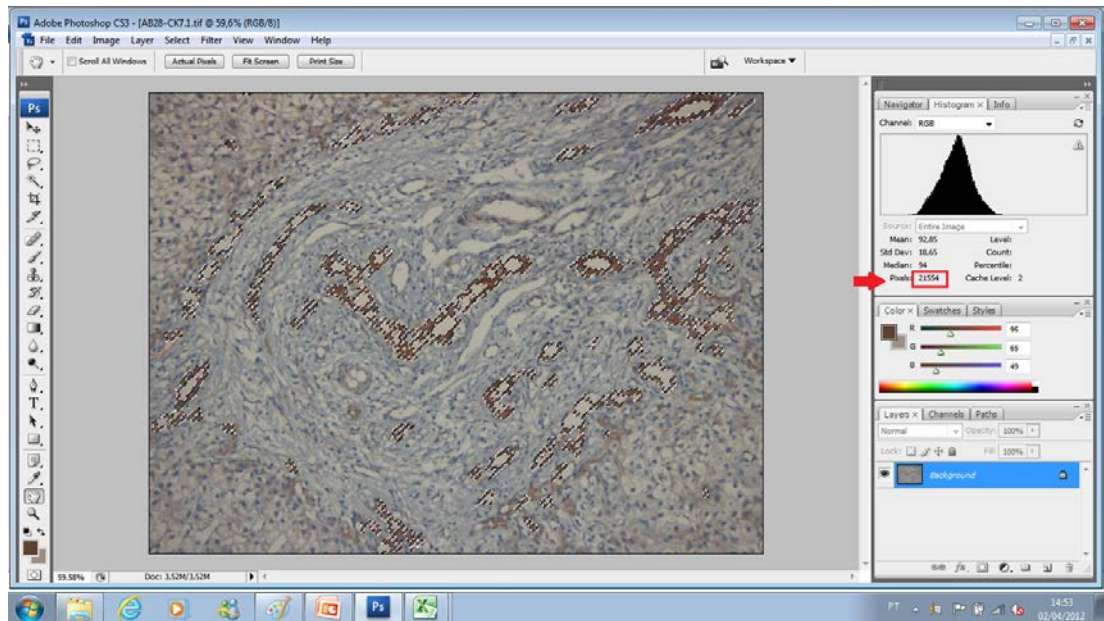 Adobe Photoshop CS3 - [AB28-CK7.1.tif @ 59,6% (RGB/8)]
File Edit Image Layer Select Filter View Window Help
Scroll All Windows Actual Pixels Fit Screen Print Size Workspace
Ps
Navigator Histogram × Info
Channel: RGB
Source: Entire Image
Mean: 92,85 Level:
Std Dev: 18,65 Count:
Median: 94 Percentile:
Pixels: 21554 Cache Level: 2
Color × Swatches Styles
R 95
G 65
B 49
Layers × Channels Paths
Normal Opacity: 100%
Lock: Fill: 100%
Background
59.58% Doc: 3,52M/3,52M
Ps
PT 14:53
02/04/2012